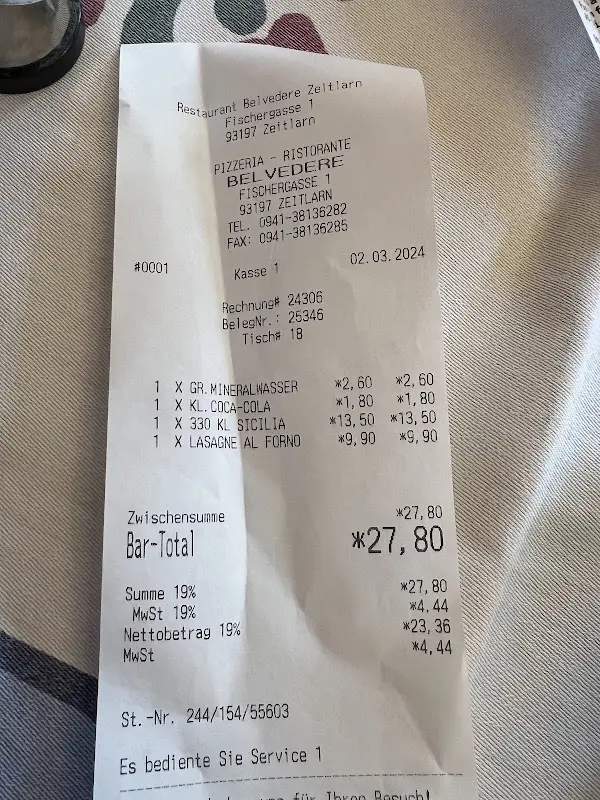 Restaurant Belvedere Zeitlarn
Fischergasse 1
93197 Zeitlarn
PIZZERIA - RISTORANTE
BELVEDERE
FISCHERGASSE 1
93197 ZEITLARN
TEL. 0941-38136282
FAX: 0941-38136285
#0001 Kasse 1 02.03.2024
Rechnung# 24306
BelegNr.: 25346
Tisch# 18
1 X GR.MINERALWASSER *2,60 *2,60
1 X KL.COCA-COLA *1,80 *1,80
1 X 330 KL SICILIA *13,50 *13,50
1 X LASAGNE AL FORNO *9,90 *9,90
Zwischensumme *27,80
Bar-Total *27,80
Summe 19% *27,80
MwSt 19% *4,44
Nettobetrag 19% *23,36
MwSt *4,44
St.-Nr. 244/154/55603
Es bediente Sie Service 1
für Ihren Besuch!